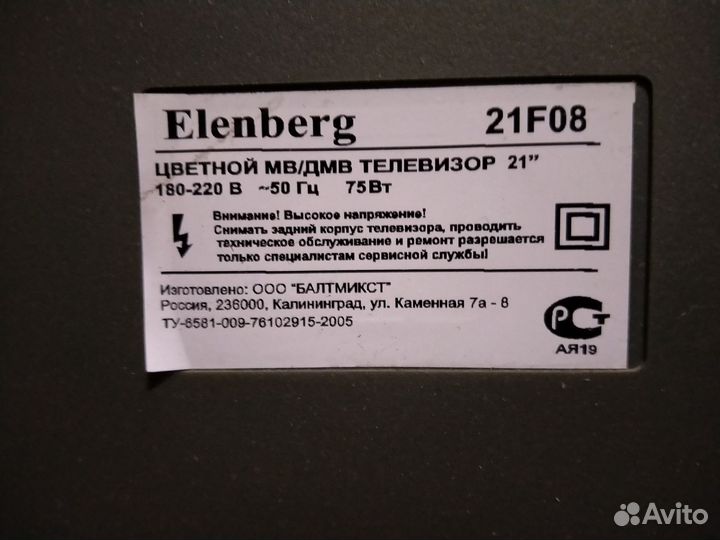 Elenberg 21F08
ЦВЕТНОЙ МВ/ДМВ ТЕЛЕВИЗОР 21"
180-220 В ~50 Гц 75Вт
Внимание! Высокое напряжение!
Снимать задний корпус телевизора, проводить
техническое обслуживание и ремонт разрешается
только специалистам сервисной службы!
Изготовлено: ООО "БАЛТМИКСТ"
Россия, 236000, Калининград, ул. Каменная 7а - 8
ТУ-6581-009-76102915-2005
РСТ
АЯ19
Avito